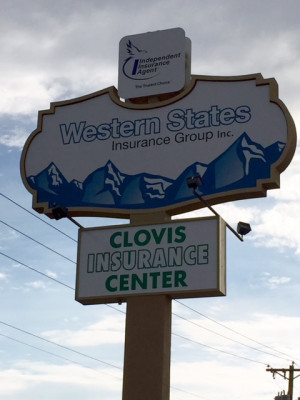 Independent
Insurance
Agent
Western States
Insurance Group Inc.
CLOVIS
INSURANCE
CENTER